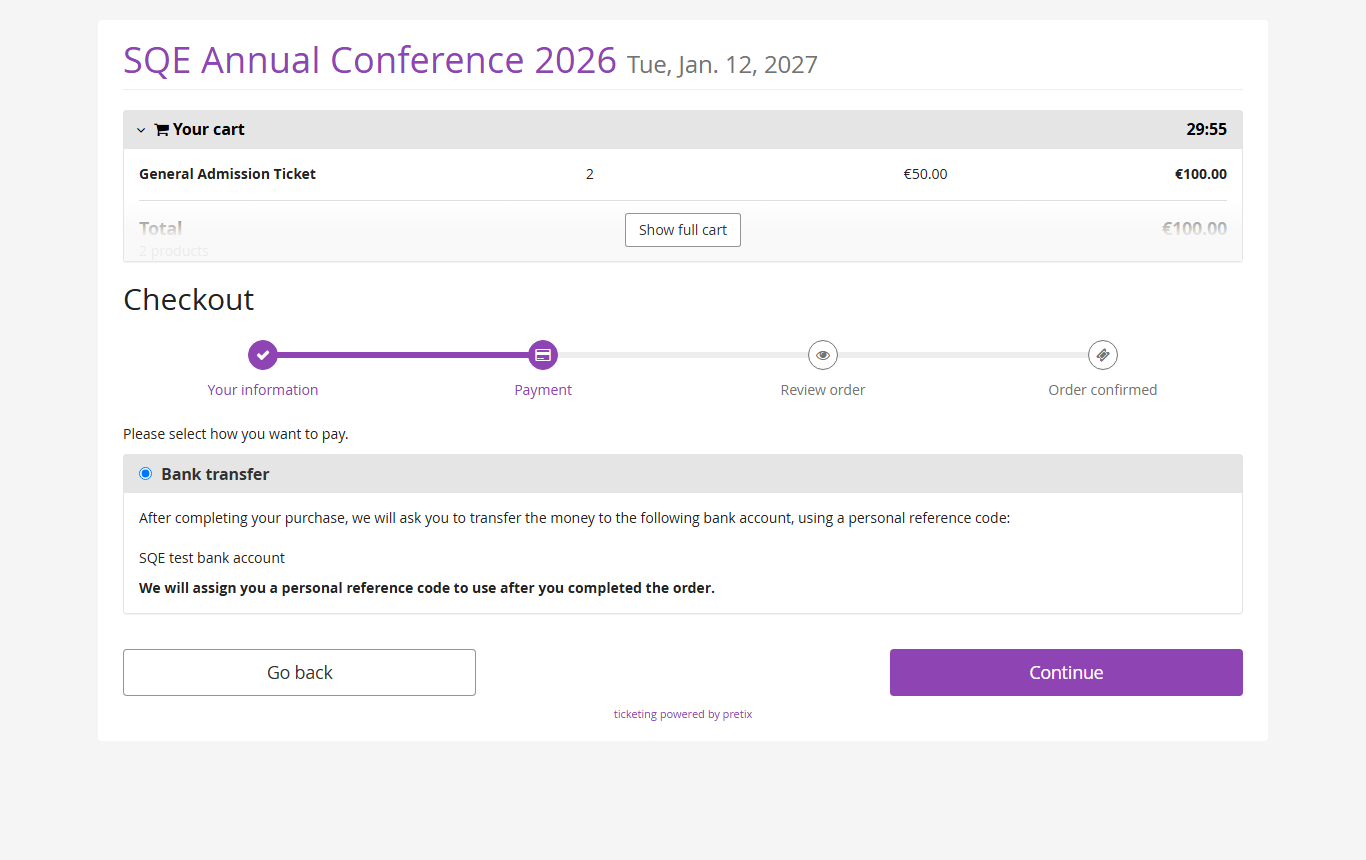 SQE Annual Conference 2026 Tue, Jan. 12, 2027
Your cart 29:55
General Admission Ticket 2 €50.00 €100.00
Total Show full cart €100.00
2 products
Checkout
Your information Payment Review order Order confirmed
Please select how you want to pay.
Bank transfer
After completing your purchase, we will ask you to transfer the money to the following bank account, using a personal reference code:
SQE test bank account
We will assign you a personal reference code to use after you completed the order.
Go back Continue
ticketing powered by pretix